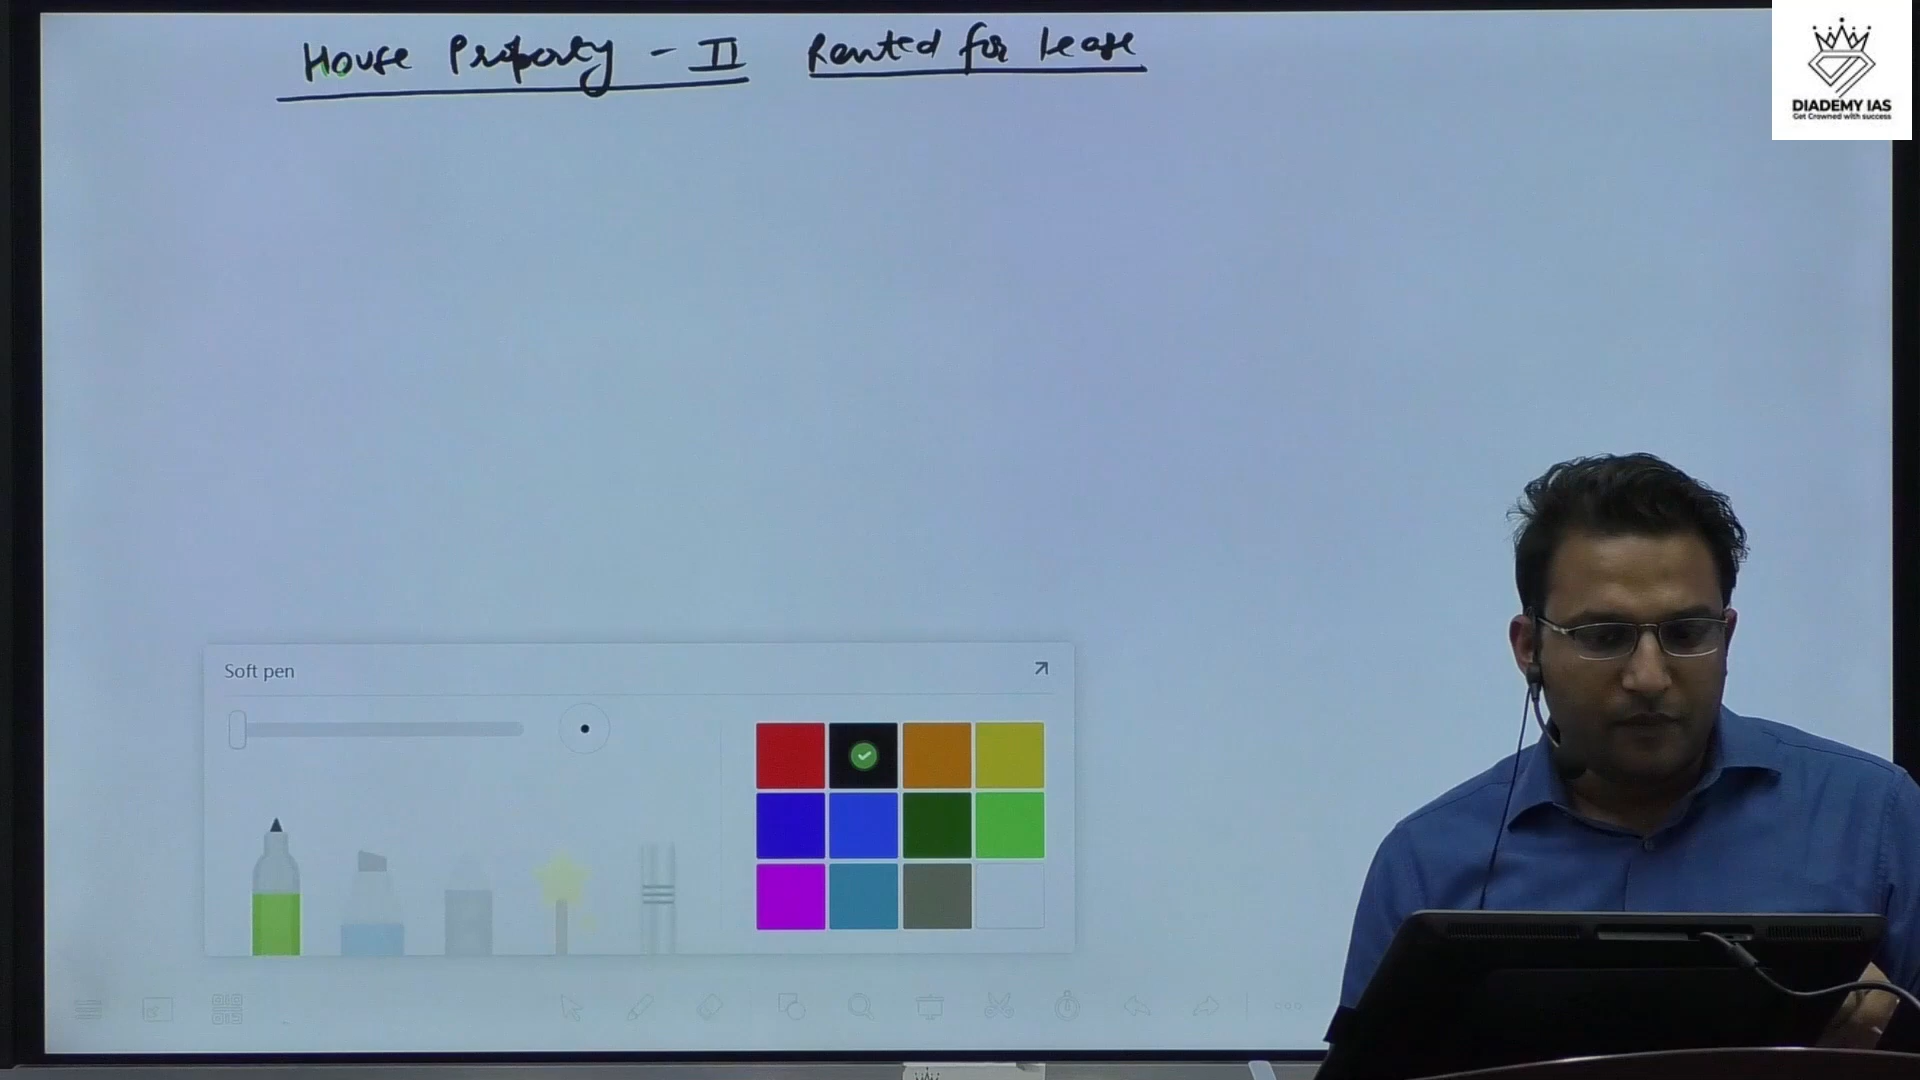 House Property - II Rented for Lease
DIADEMY IAS
Get Crowned with success
Soft pen